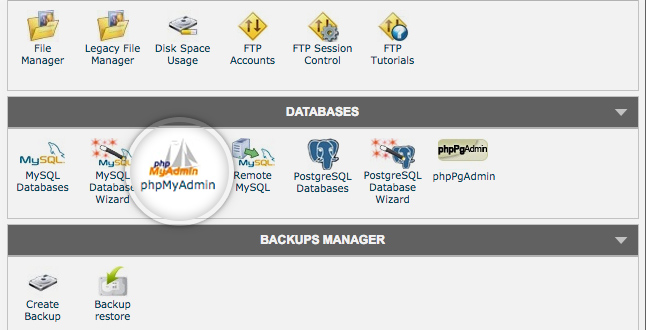 File
Manager
Legacy File
Manager
Disk Space
Usage
FTP
Accounts
FTP Session
Control
FTP
Tutorials
DATABASES
MySQL
MySQL
Databases
MySQL
MySQL
Database
Wizard
php
MyAdmin
phpMyAdmin
MySQL
Remote
MySQL
PostgreSQL
Databases
PostgreSQL
Database
Wizard
phpPgAdmin
phpPgAdmin
BACKUPS MANAGER
Create
Backup
Backup
restore